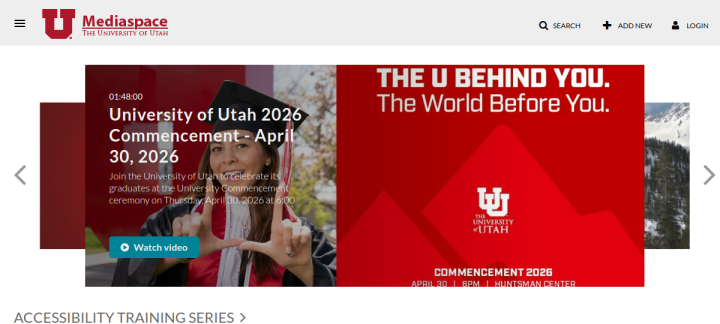 Mediaspace
THE UNIVERSITY OF UTAH
SEARCH
ADD NEW
LOGIN
01:48:00
University of Utah 2026
Commencement - April
30, 2026
Join the University of Utah to celebrate its
graduates at the University Commencement
ceremony on Thursday, April 30, 2026 at 6:00
Watch video
THE U BEHIND YOU.
The World Before You.
THE
UNIVERSITY
OF UTAH
COMMENCEMENT 2026
APRIL 30 | 6PM | HUNTSMAN CENTER
ACCESSIBILITY TRAINING SERIES >